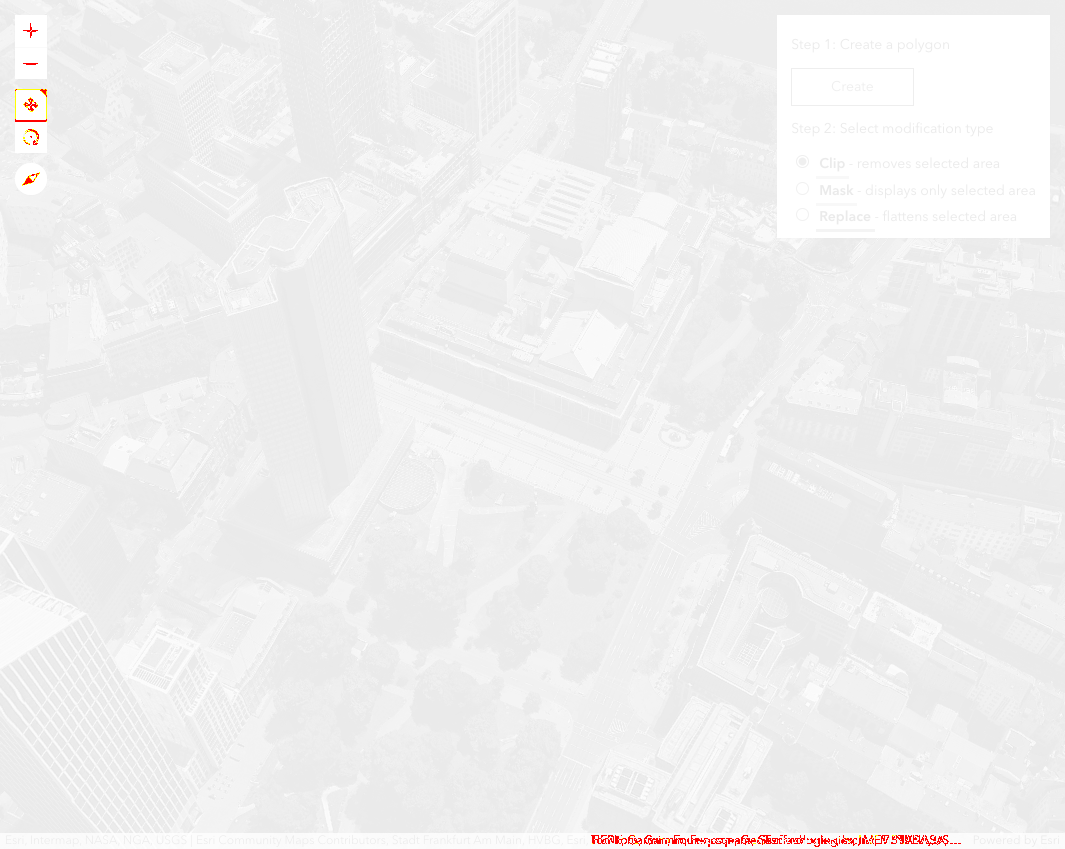 Step 1: Create a polygon
Create
Step 2: Select modification type
Clip - removes selected area
Mask - displays only selected area
Replace - flattens selected area
Esri, Intermap, NASA, NGA, USGS | Esri Community Maps Contributors, Stadt Frankfurt Am Main, HVBG, Esri, Powered by Esri